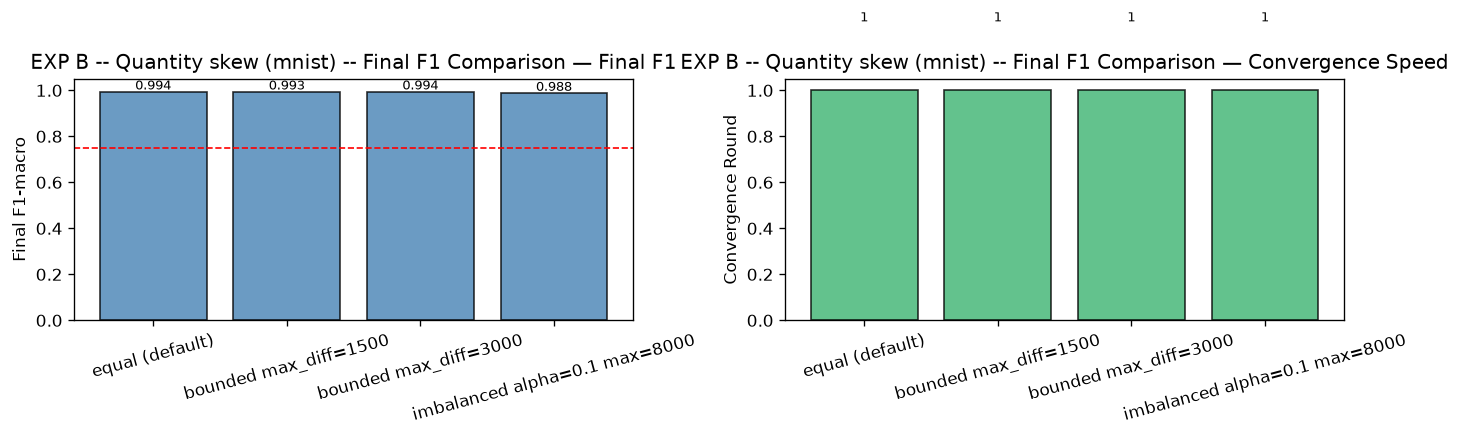 1 1 1 1
EXP B -- Quantity skew (mnist) -- Final F1 Comparison — Final F1
EXP B -- Quantity skew (mnist) -- Final F1 Comparison — Convergence Speed
Final F1-macro
1.0
0.8
0.6
0.4
0.2
0.0
0.994 0.993 0.994 0.988
equal (default)
bounded max_diff=1500
bounded max_diff=3000
imbalanced alpha=0.1 max=8000
Convergence Round
1.0
0.8
0.6
0.4
0.2
0.0
equal (default)
bounded max_diff=1500
bounded max_diff=3000
imbalanced alpha=0.1 max=8000